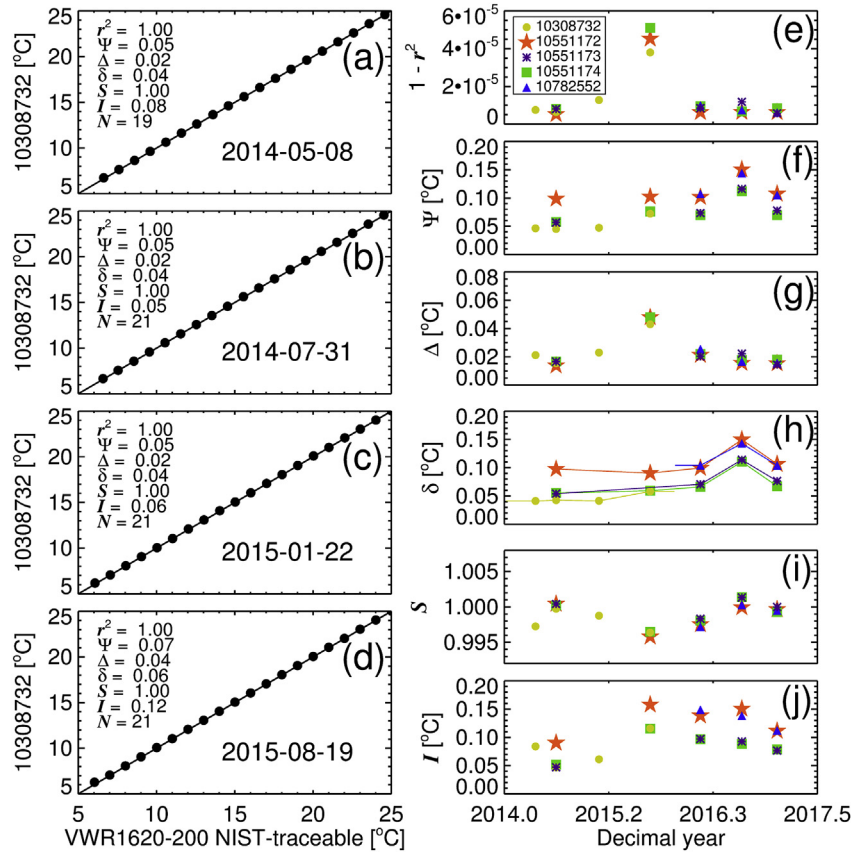 10308732 [°C]
25
20
15
10
5
r² = 1.00
Ψ = 0.05
Δ = 0.02
δ = 0.04
S = 1.00
I = 0.08
N = 19
(a)
2014-05-08
10308732 [°C]
25
20
15
10
5
r² = 1.00
Ψ = 0.05
Δ = 0.02
δ = 0.04
S = 1.00
I = 0.05
N = 21
(b)
2014-07-31
10308732 [°C]
25
20
15
10
5
r² = 1.00
Ψ = 0.05
Δ = 0.02
δ = 0.04
S = 1.00
I = 0.06
N = 21
(c)
2015-01-22
10308732 [°C]
25
20
15
10
5
r² = 1.00
Ψ = 0.07
Δ = 0.04
δ = 0.06
S = 1.00
I = 0.12
N = 21
(d)
2015-08-19
5 10 15 20 25
VWR1620-200 NIST-traceable [°C]
1 - r²
6•10⁻⁵
4•10⁻⁵
2•10⁻⁵
0
10308732
10551172
10551173
10551174
10782552
(e)
Ψ [°C]
0.20
0.15
0.10
0.05
0.00
(f)
Δ [°C]
0.08
0.06
0.04
0.02
0.00
(g)
δ [°C]
0.20
0.15
0.10
0.05
0.00
(h)
S
1.005
1.000
0.995
(i)
I [°C]
0.20
0.15
0.10
0.05
0.00
(j)
2014.0 2015.2 2016.3 2017.5
Decimal year